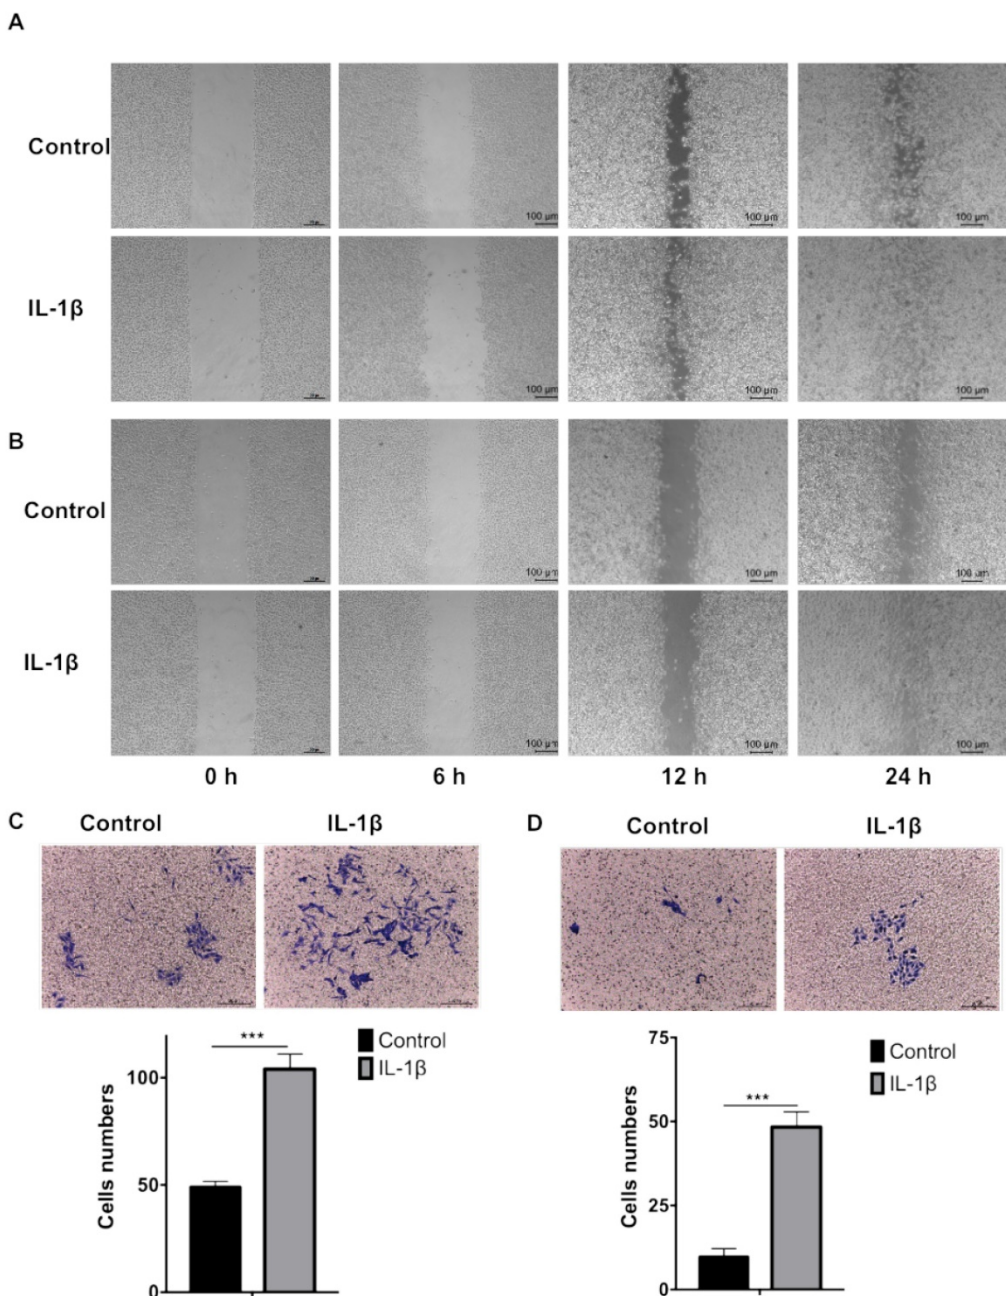 A
Control
100 µm
100 µm
100 µm
IL-1β
100 µm
100 µm
100 µm
B
Control
100 µm
100 µm
100 µm
IL-1β
100 µm
100 µm
100 µm
0 h 6 h 12 h 24 h
C Control IL-1β
D Control IL-1β
***
Control
IL-1β
Cells numbers
100
50
0
75
***
Control
IL-1β
Cells numbers
50
25
0